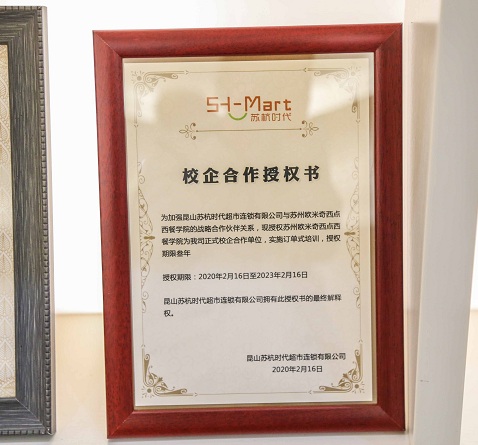 SH-Mart
苏杭时代
校企合作授权书
为加强昆山苏杭时代超市连锁有限公司与苏州欧米奇西点
西餐学院的战略合作伙伴关系，现授权苏州欧米奇西点西
餐学院为我司正式校企合作单位，实施订单式培训，授权
期限叁年
授权期限：2020年2月16日至2023年2月16日
昆山苏杭时代超市连锁有限公司拥有此授权书的最终解释
权。
昆山苏杭时代超市连锁有限公司
2020年2月16日